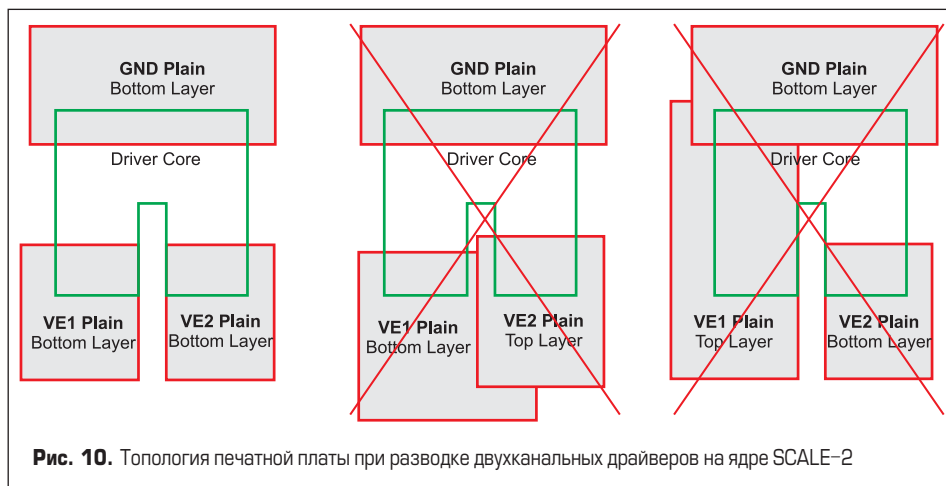 GND Plain
Bottom Layer
Driver Core
VE1 Plain
Bottom Layer
VE2 Plain
Bottom Layer
GND Plain
Bottom Layer
Driver Core
VE1 Plain
Bottom Layer
VE2 Plain
Top Layer
GND Plain
Bottom Layer
Driver Core
VE1 Plain
Top Layer
VE2 Plain
Bottom Layer
Рис. 10. Топология печатной платы при разводке двухканальных драйверов на ядре SCALE-2